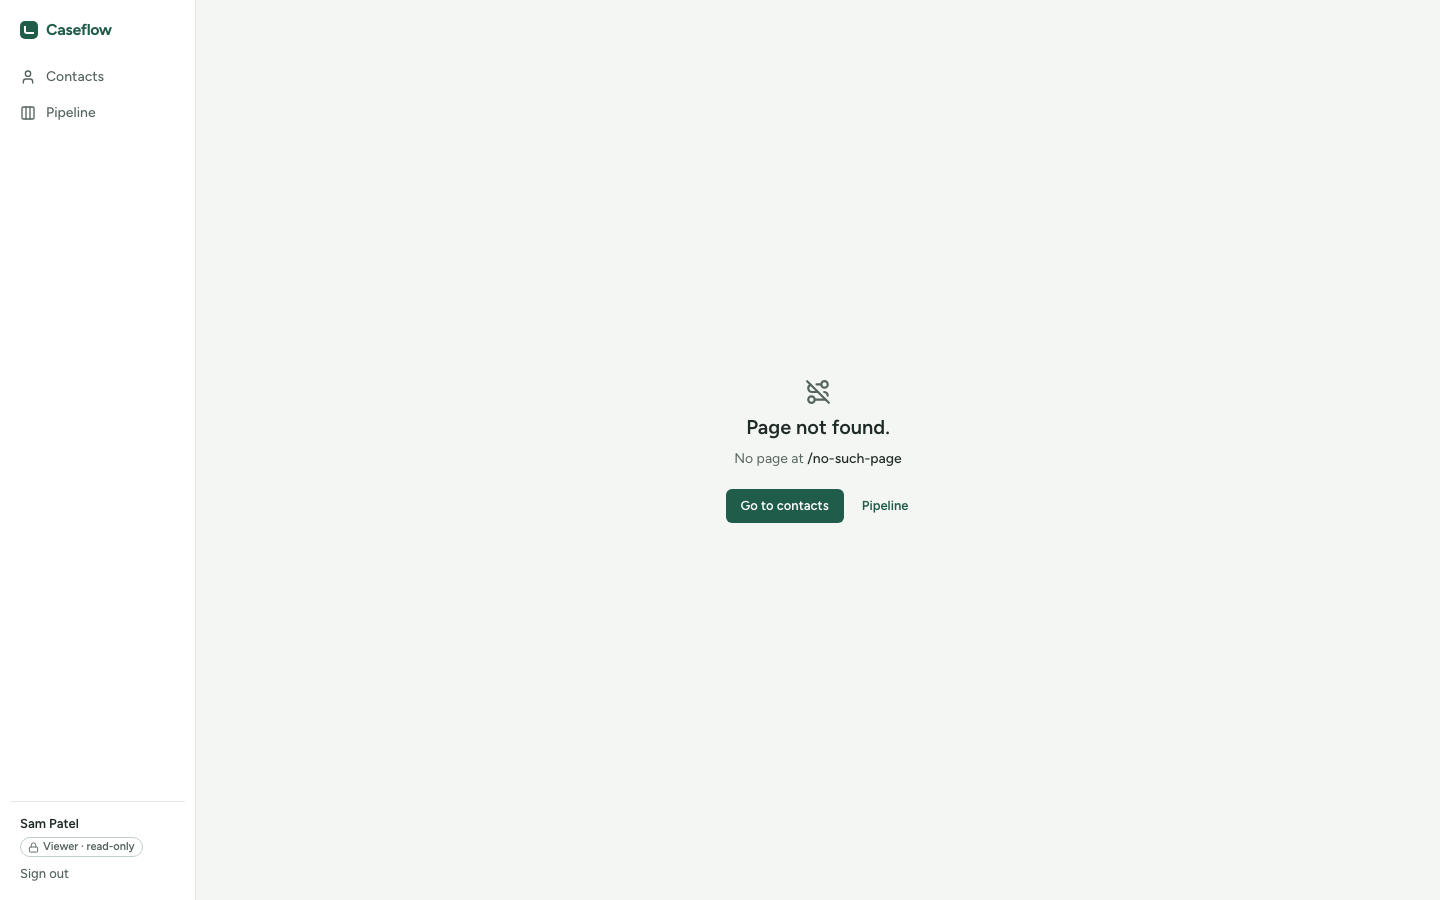 Caseflow
Contacts
Pipeline
Page not found.
No page at /no-such-page
Go to contacts
Pipeline
Sam Patel
Viewer · read-only
Sign out